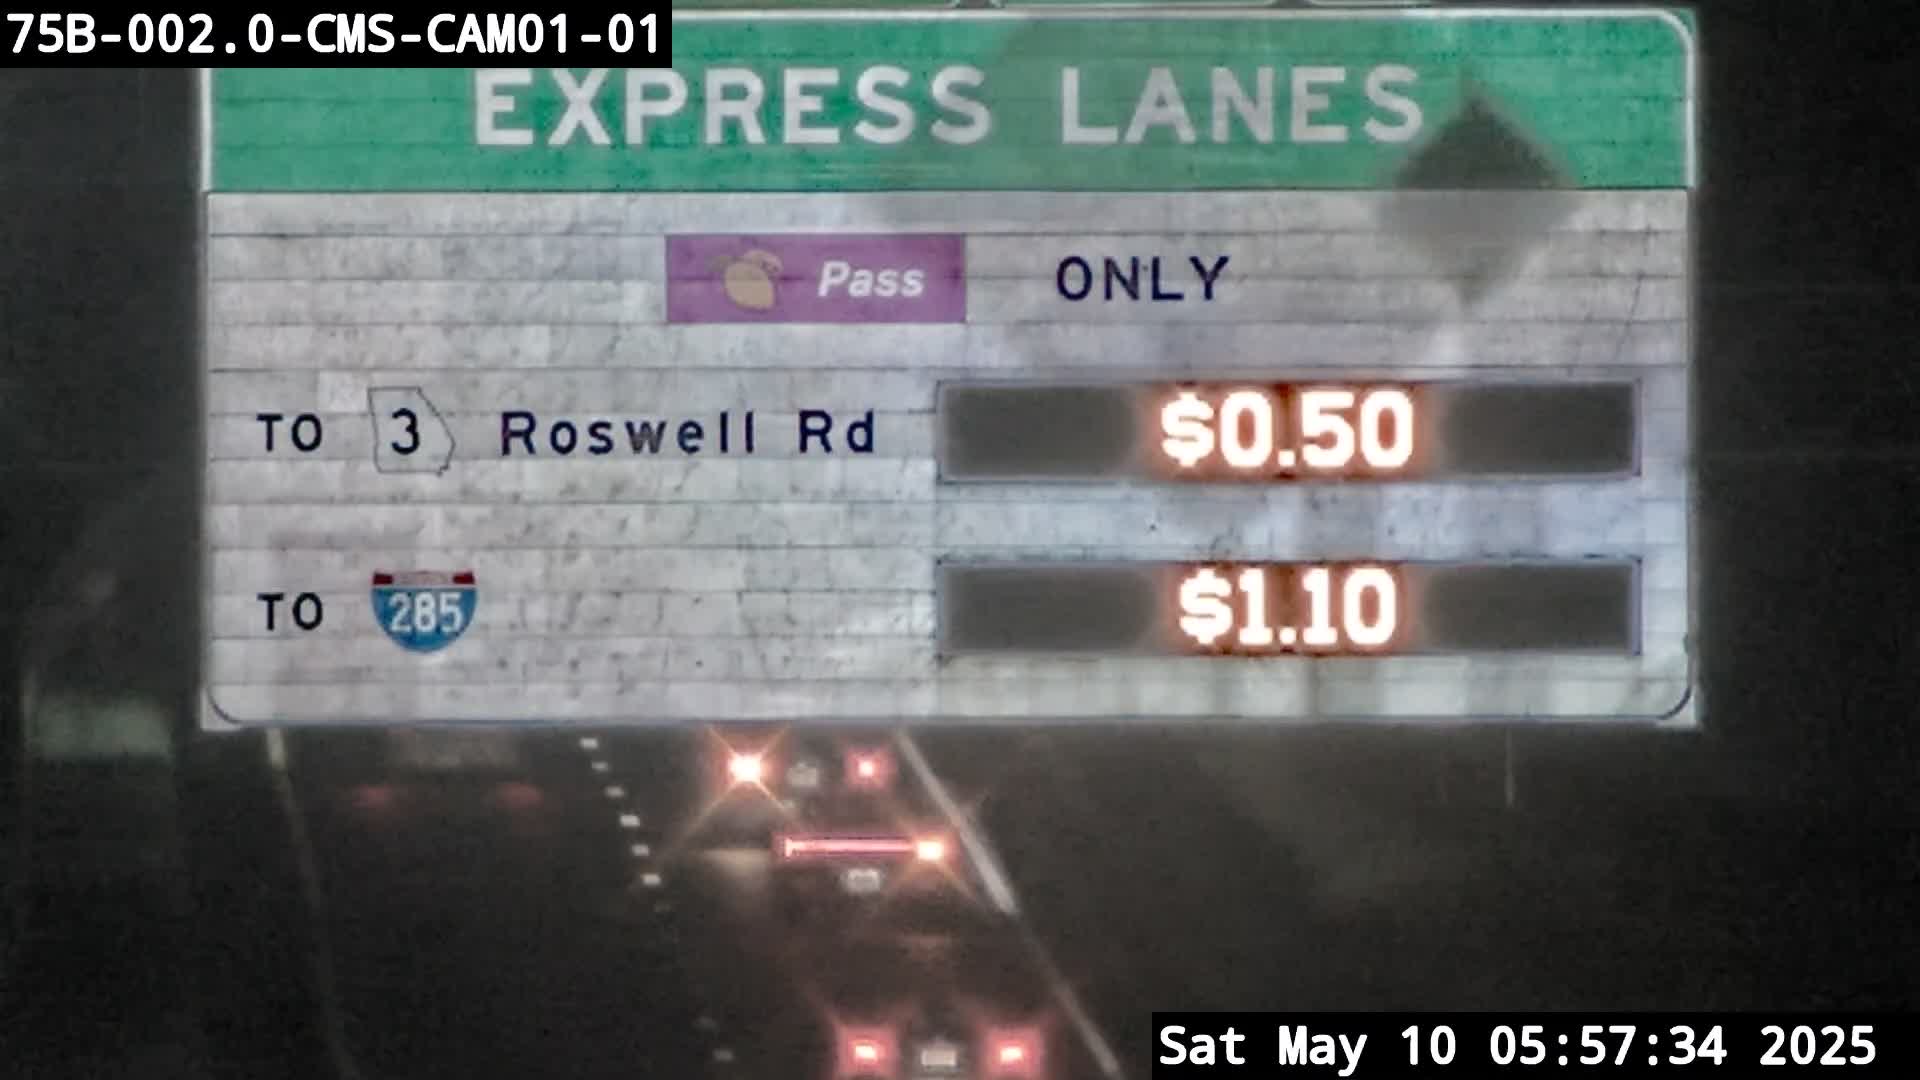 75B-002.0-CMS-CAM01-01
EXPRESS LANES
Pass ONLY
TO 3 Roswell Rd $0.50
TO 285 $1.10
Sat May 10 05:57:34 2025